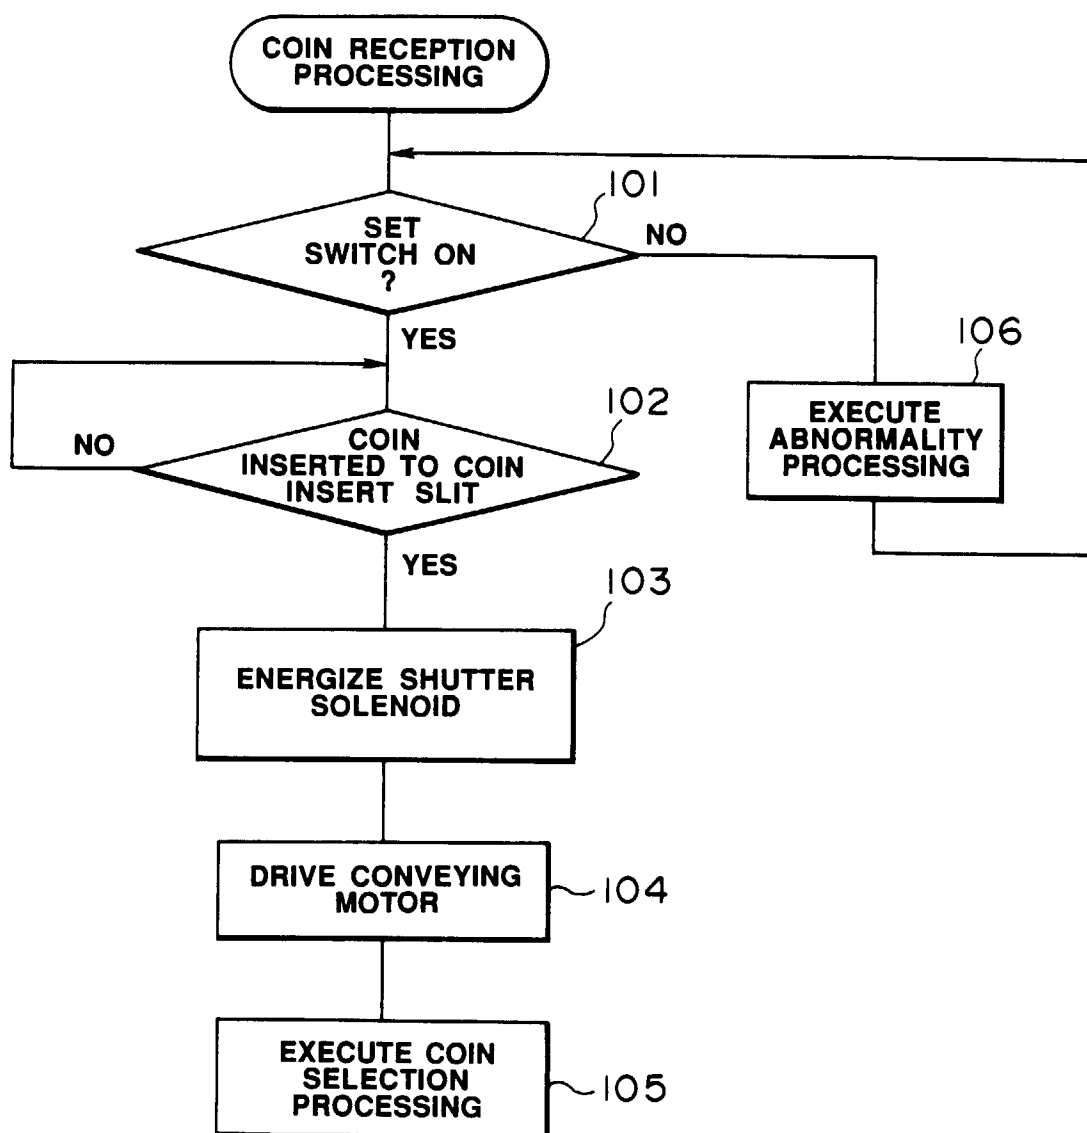 COIN RECEPTION
PROCESSING
101
SET
SWITCH ON
?
NO
YES
106
EXECUTE
ABNORMALITY
PROCESSING
102
COIN
INSERTED TO COIN
INSERT SLIT
NO
YES
103
ENERGIZE SHUTTER
SOLENOID
DRIVE CONVEYING
MOTOR
104
EXECUTE COIN
SELECTION
PROCESSING
105